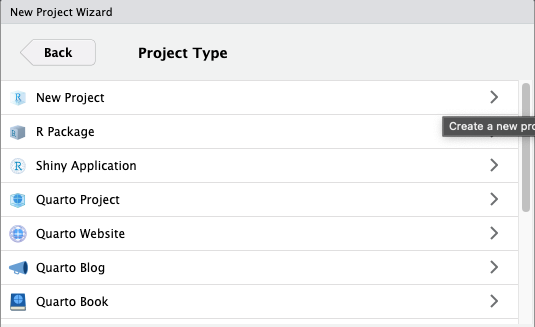 New Project Wizard
Back
Project Type
New Project
R Package
Create a new pro
Shiny Application
Quarto Project
Quarto Website
Quarto Blog
Quarto Book